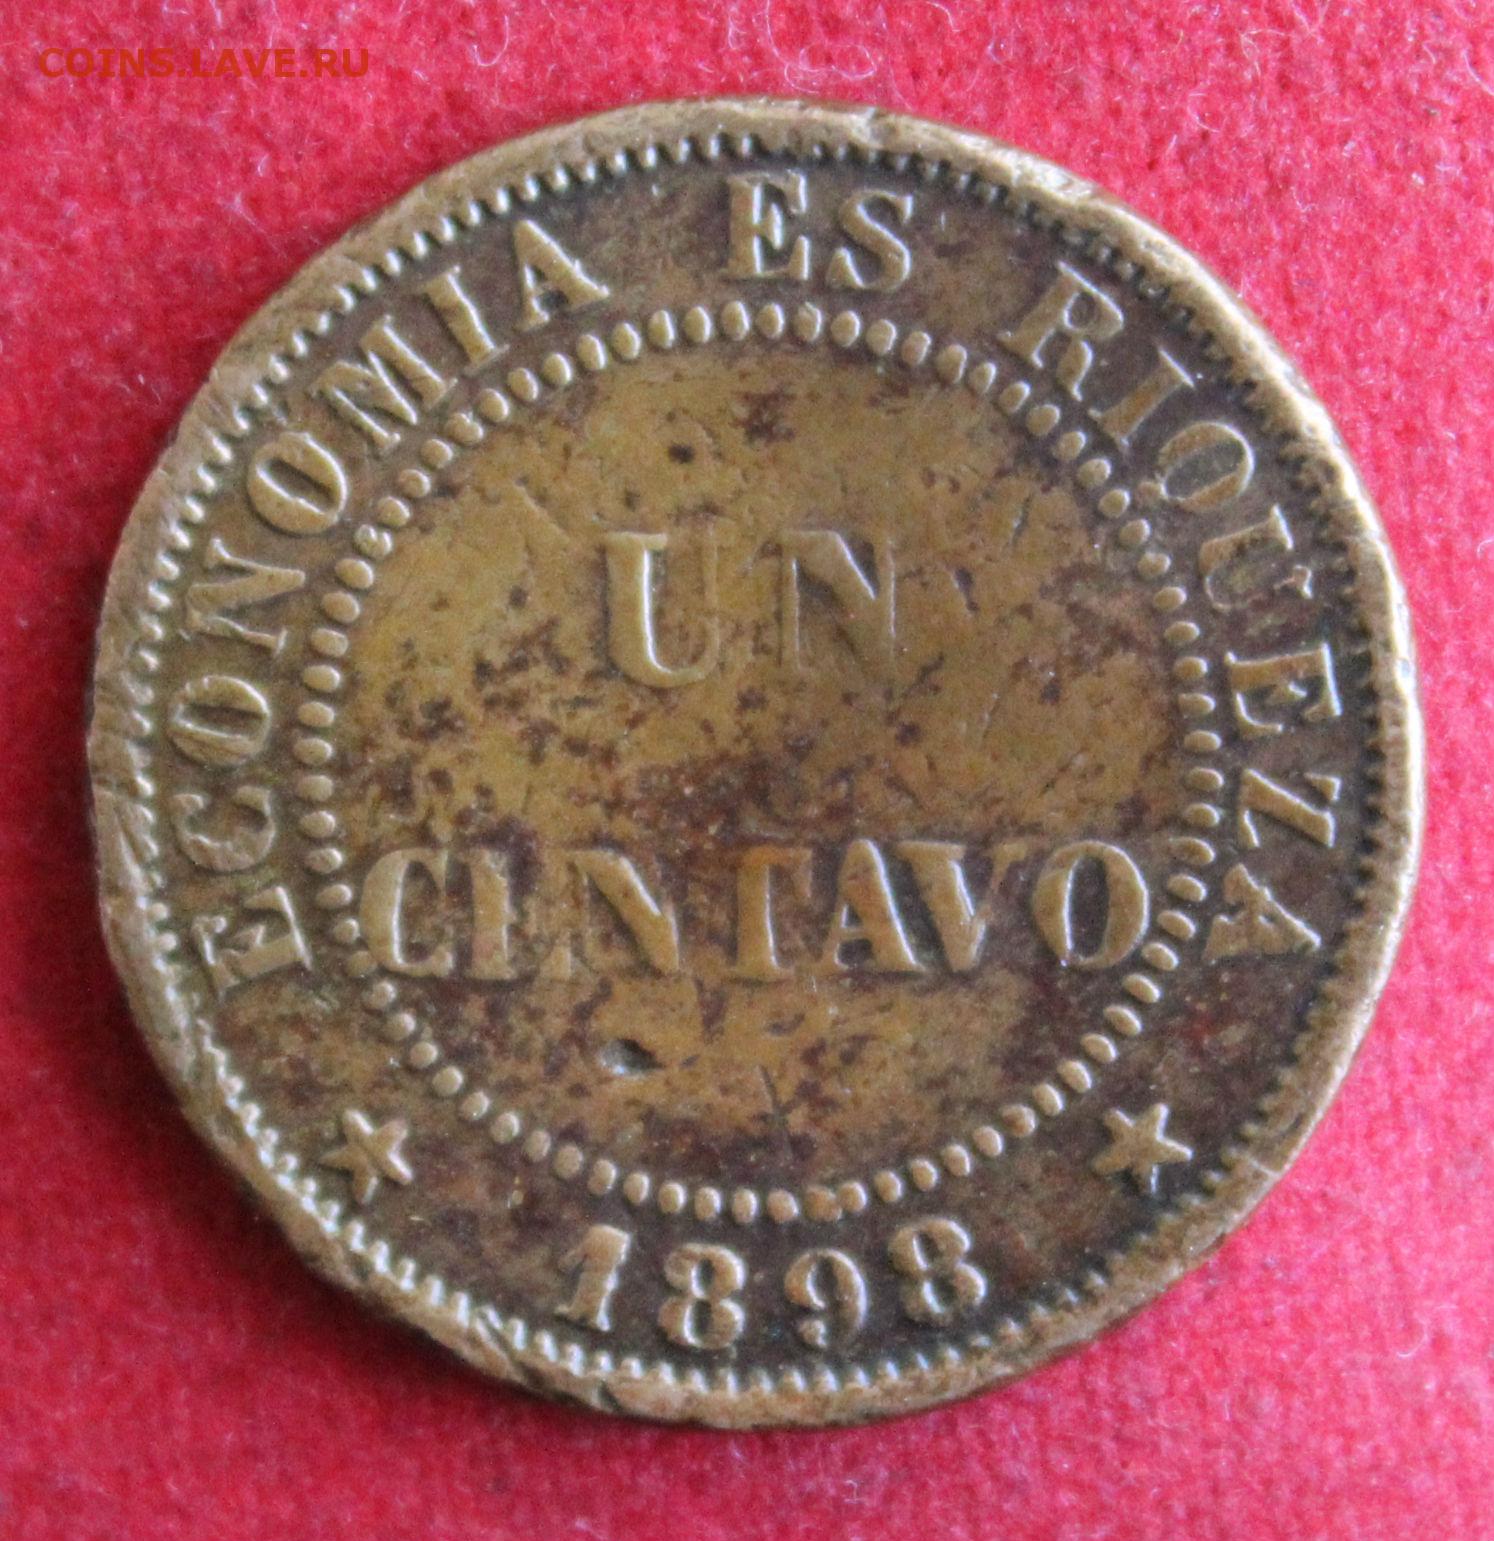 COINS.LAVE.RU
ECONOMIA ES RIQUEZA
UN
CENTAVO
1898